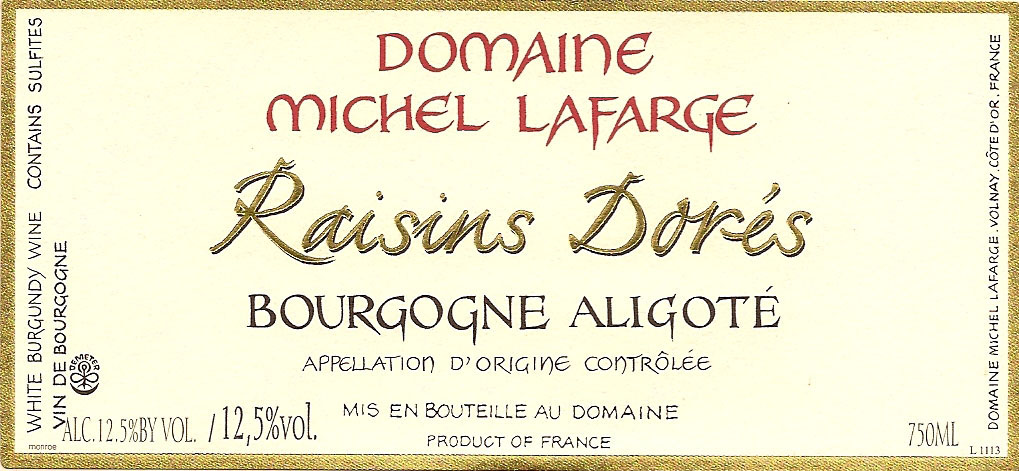 DOMAINE
MICHEL LAFARGE
Raisins Dorés
BOURGOGNE ALIGOTÉ
APPELLATION D'ORIGINE CONTRÔLÉE
MIS EN BOUTEILLE AU DOMAINE
PRODUCT OF FRANCE
WHITE BURGUNDY WINE CONTAINS SULFITES
VIN DE BOURGOGNE
DEMETER
ALC.12.5%BY VOL. / 12,5%vol.
monroe
DOMAINE MICHEL LAFARGE.VOLNAY.CÔTE D'OR.FRANCE
750ML
L 1113